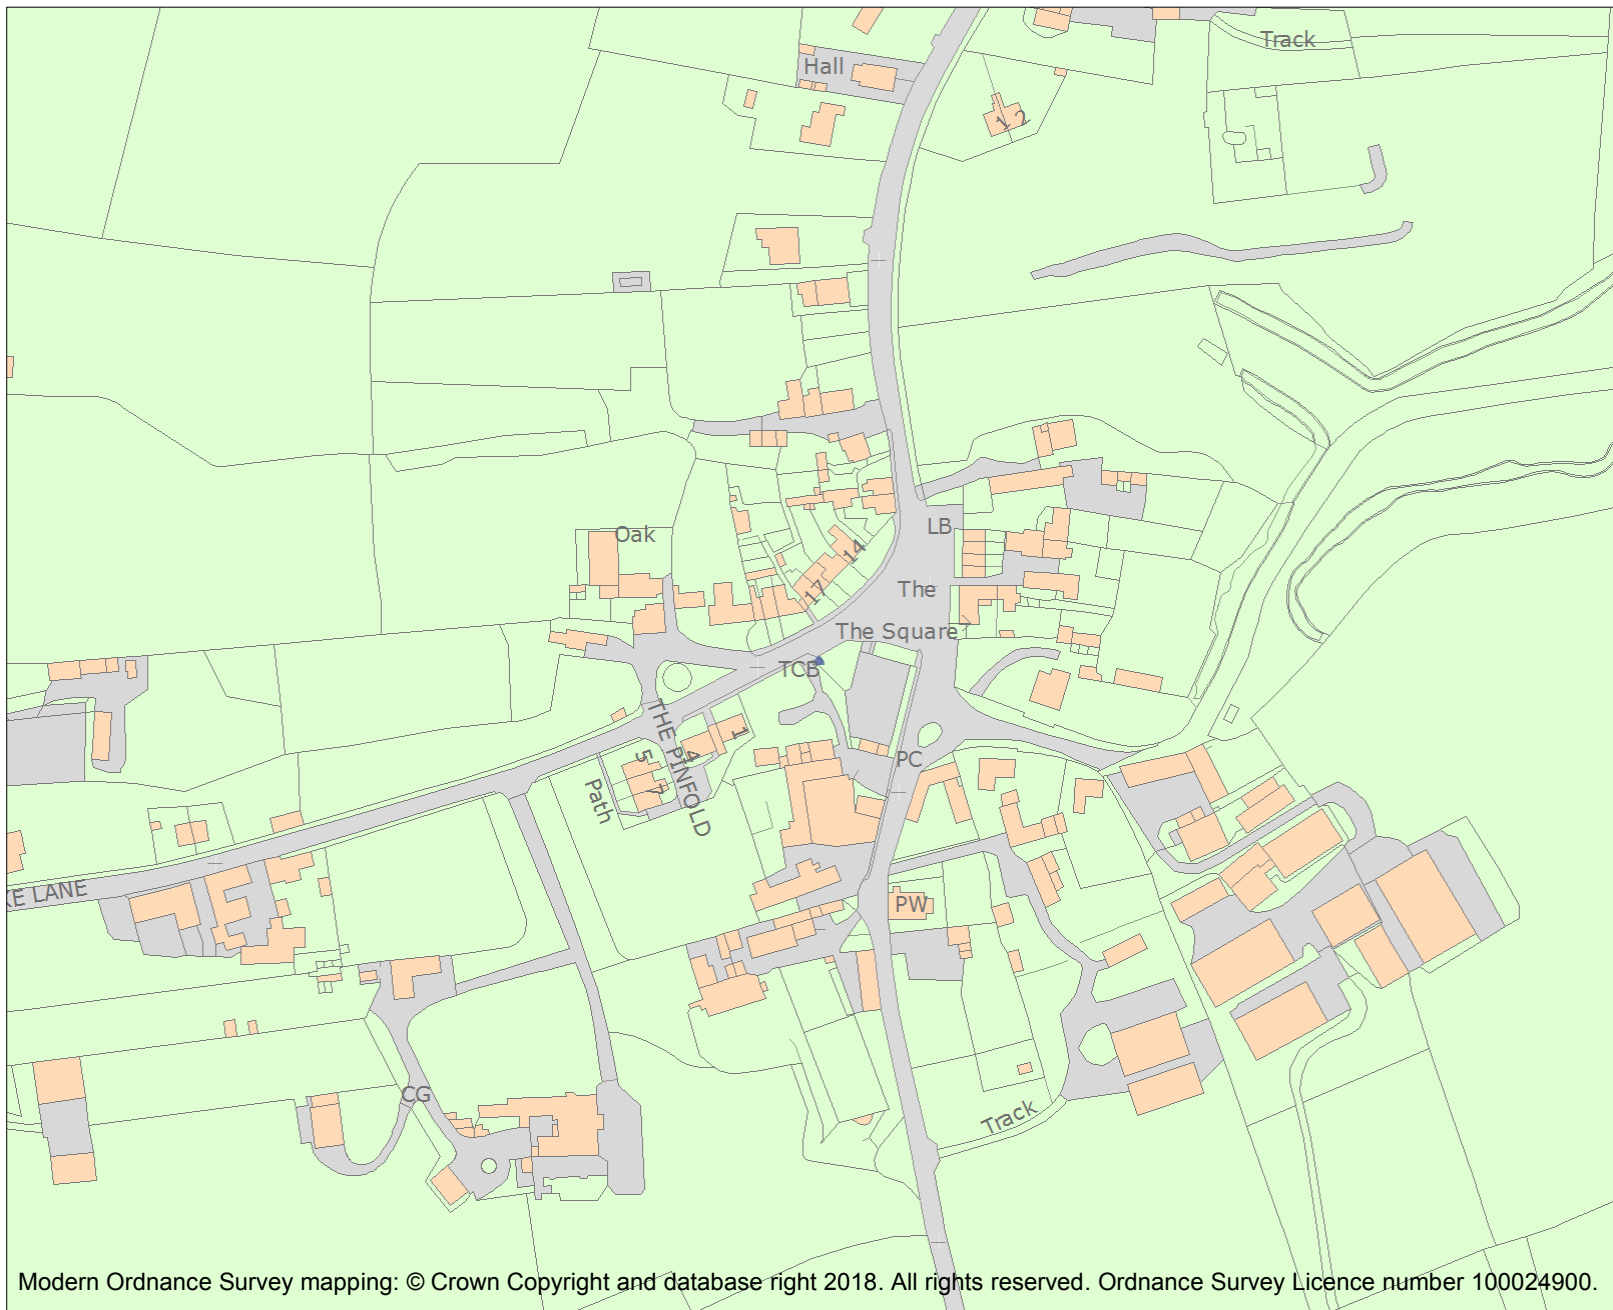 Track
Hall
1 2
LB
Oak
14
17
The
The Square
TCB
THE PINFOLD
1
4
5
7
Path
PC
KE LANE
PW
CG
Track
Modern Ordnance Survey mapping: © Crown Copyright and database right 2018. All rights reserved. Ordnance Survey Licence number 100024900.